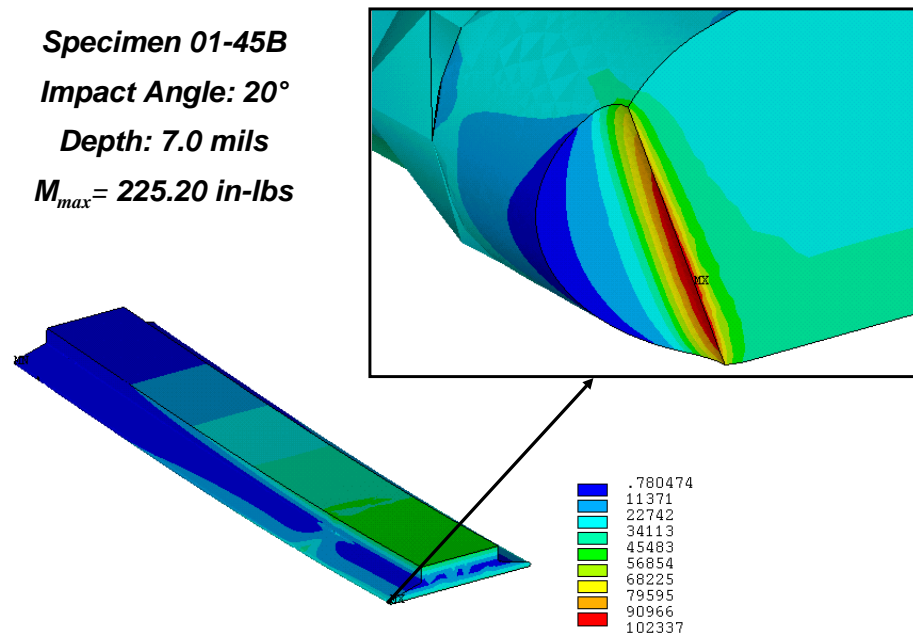 Specimen 01-45B
Impact Angle: 20°
Depth: 7.0 mils
Mmax= 225.20 in-lbs
MX
MX
.780474
11371
22742
34113
45483
56854
68225
79595
90966
102337